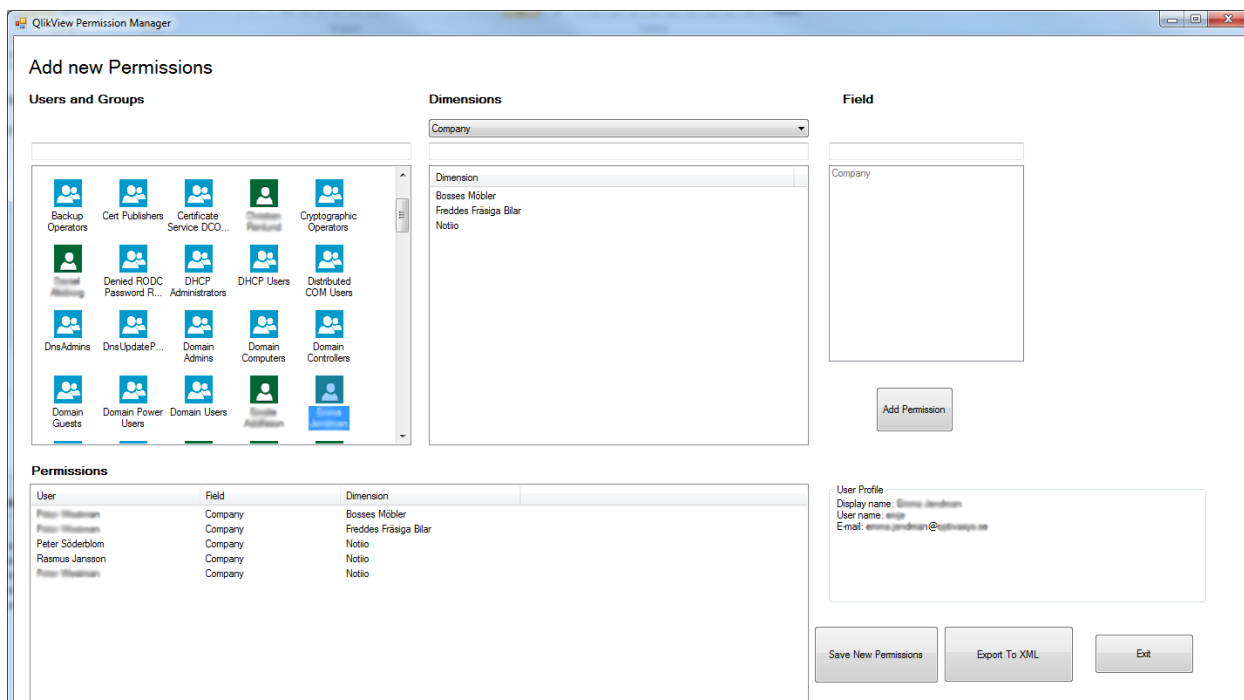 QlikView Permission Manager
Add new Permissions
Users and Groups
Dimensions
Field
Company
Dimension
Bosses Möbler
Freddes Fräsiga Bilar
Notiio
Company
Backup Operators
Cert Publishers
Certificate Service DCO...
Cryptographic Operators
Denied RODC Password R...
DHCP Administrators
DHCP Users
Distributed COM Users
DnsAdmins
DnsUpdateP...
Domain Admins
Domain Computers
Domain Controllers
Domain Guests
Domain Power Users
Domain Users
Add Permission
Permissions
User Field Dimension
Company Bosses Möbler
Company Freddes Fräsiga Bilar
Peter Söderblom Company Notiio
Rasmus Jansson Company Notiio
Company Notiio
User Profile
Display name:
User name:
E-mail:
Save New Permissions
Export To XML
Exit